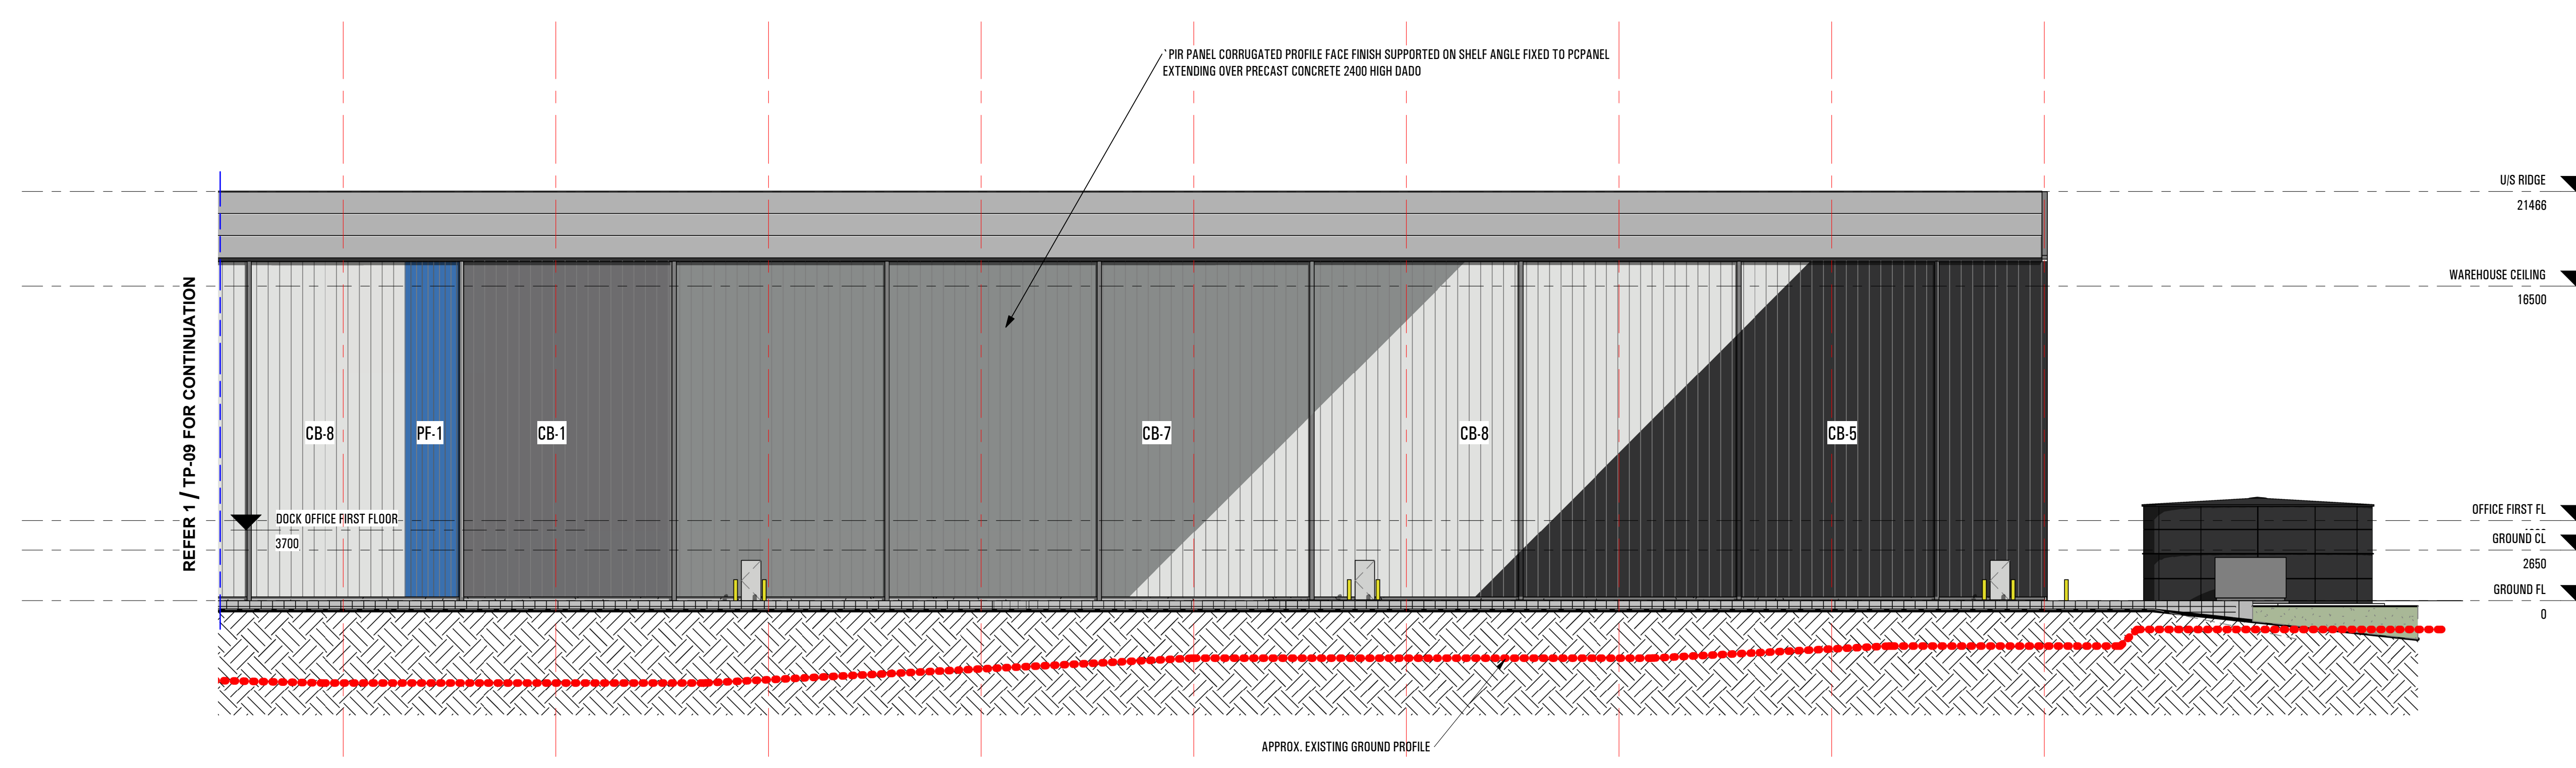 `PIR PANEL CORRUGATED PROFILE FACE FINISH SUPPORTED ON SHELF ANGLE FIXED TO PCPANEL
EXTENDING OVER PRECAST CONCRETE 2400 HIGH DADO
U/S RIDGE
21466
WAREHOUSE CEILING
16500
REFER 1 / TP-09 FOR CONTINUATION
CB-8
PF-1
CB-1
CB-7
CB-8
CB-5
DOCK OFFICE FIRST FLOOR
3700
OFFICE FIRST FL
GROUND CL
2650
GROUND FL
0
APPROX. EXISTING GROUND PROFILE